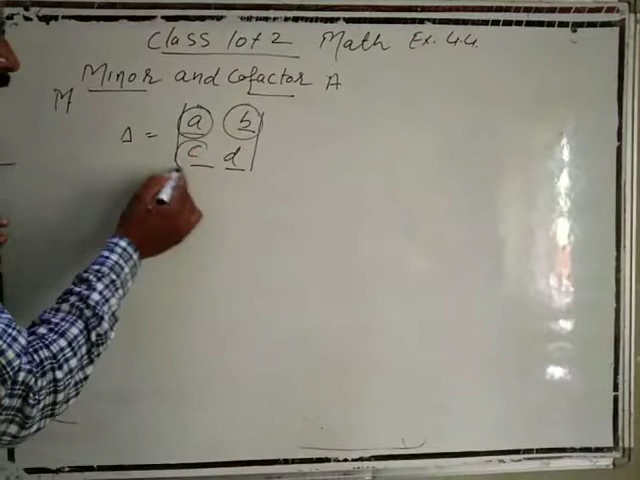 Class 10+2 Math Ex. 4.4.
Minor and Cofactor A
M
Δ = | a b |
| c d |